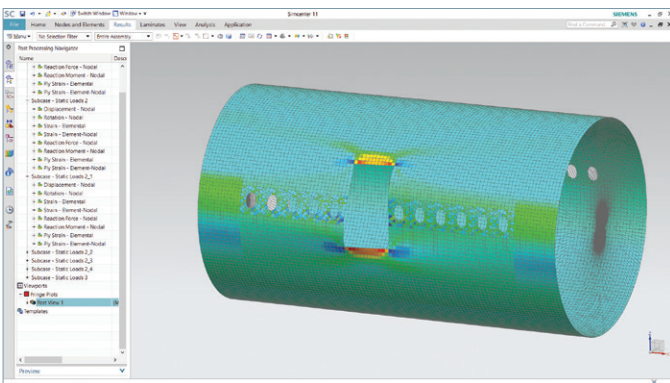 SC Switch Window Window Simcenter 11 SIEMENS
File Home Nodes and Elements Results Laminates View Analysis Application Find a Command
Menu No Selection Filter Entire Assembly
Post Processing Navigator
Name Descr
Reaction Force - Nodal
Reaction Moment - Nodal
Ply Strain - Elemental
Ply Strain - Element-Nodal
Subcase - Static Loads 2
Displacement - Nodal
Rotation - Nodal
Strain - Elemental
Strain - Element-Nodal
Reaction Force - Nodal
Reaction Moment - Nodal
Ply Strain - Elemental
Ply Strain - Element-Nodal
Subcase - Static Loads 2_1
Displacement - Nodal
Rotation - Nodal
Strain - Elemental
Strain - Element-Nodal
Reaction Force - Nodal
Reaction Moment - Nodal
Ply Strain - Elemental
Ply Strain - Element-Nodal
Subcase - Static Loads 2_2
Subcase - Static Loads 2_3
Subcase - Static Loads 2_4
Subcase - Static Loads 3
Viewports
Fringe Plots
Post View 3
Templates
Preview